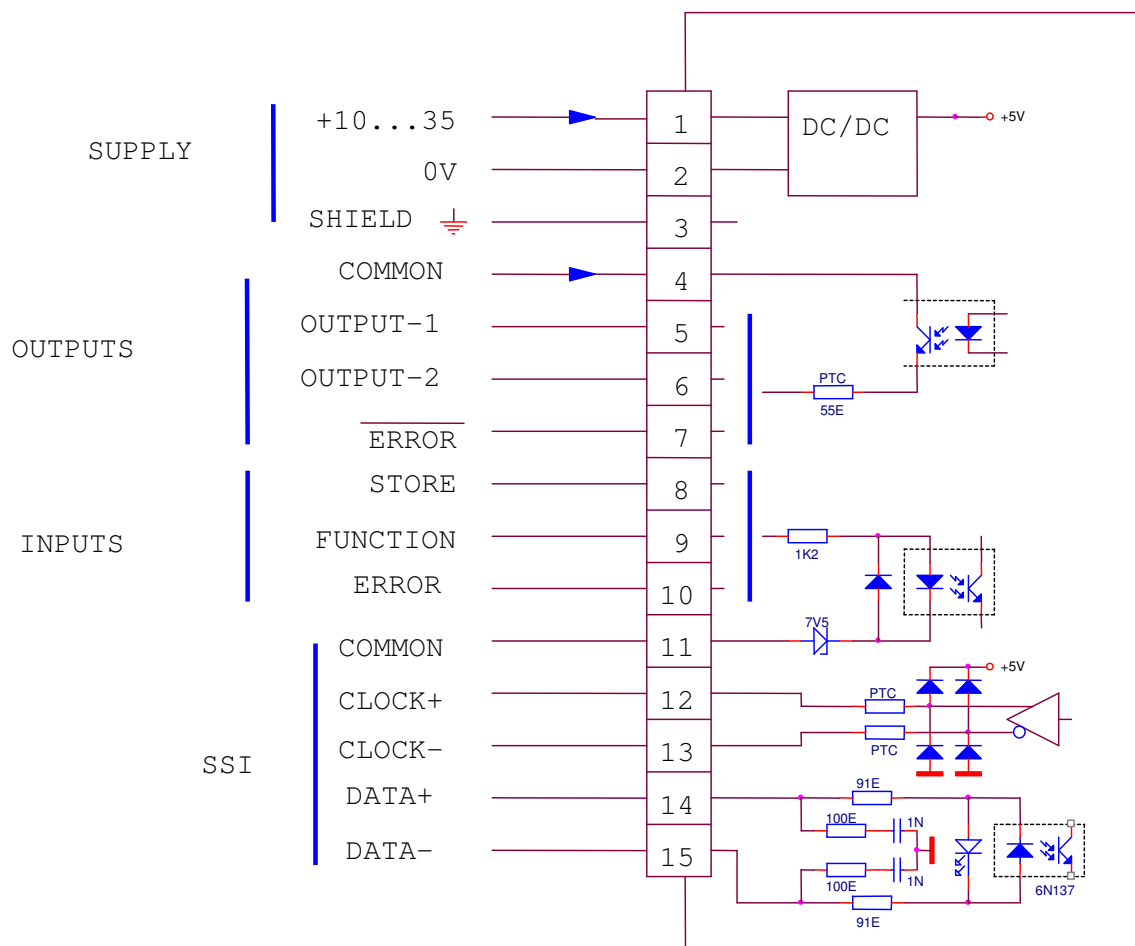 SUPPLY
+10...35
1
DC/DC
+5V
0V
2
SHIELD
3
OUTPUTS
COMMON
4
OUTPUT-1
5
OUTPUT-2
6
PTC
55E
ERROR
7
INPUTS
STORE
8
FUNCTION
9
1K2
ERROR
10
COMMON
11
7V5
SSI
CLOCK+
12
PTC
+5V
CLOCK-
13
PTC
DATA+
14
91E
100E
1N
DATA-
15
100E
1N
91E
6N137